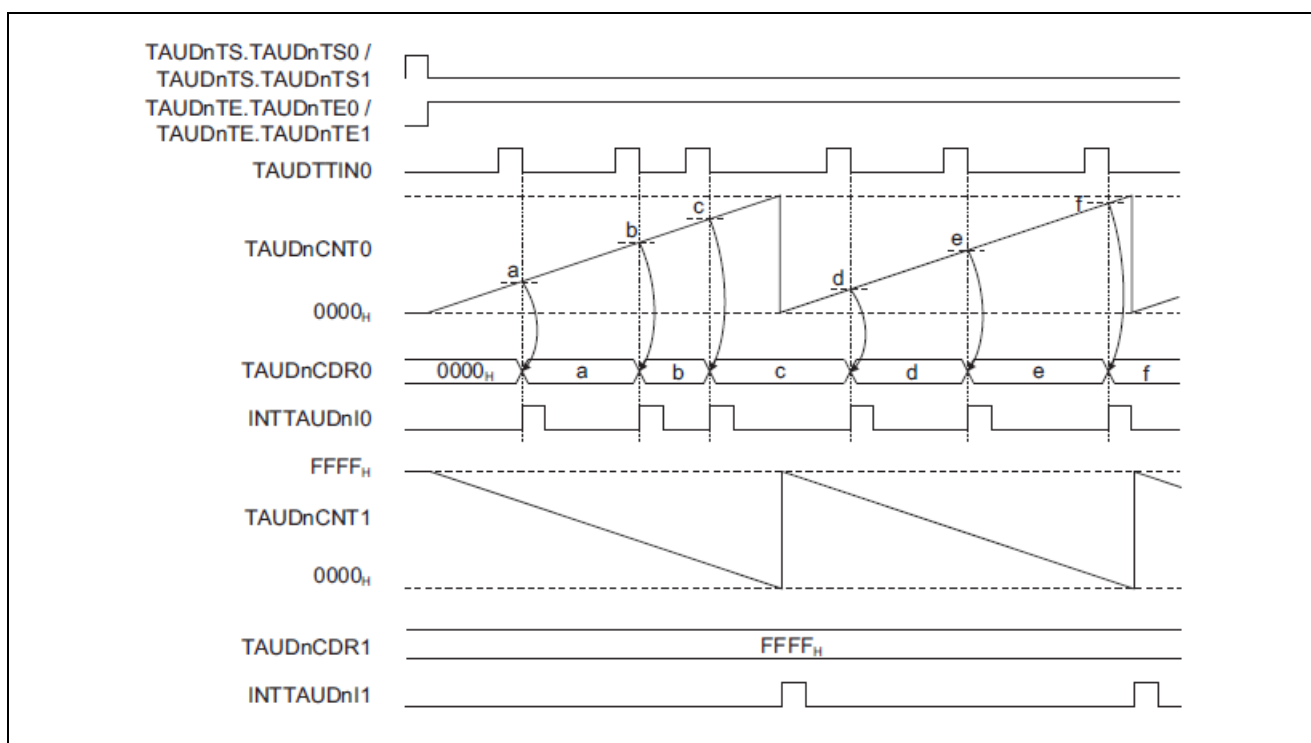 TAUDnTS.TAUDnTS0 /
TAUDnTS.TAUDnTS1
TAUDnTE.TAUDnTE0 /
TAUDnTE.TAUDnTE1
TAUDTTIN0
TAUDnCNT0
a
b
c
d
e
f
0000H
TAUDnCDR0
0000H a b c d e f
INTTAUDnI0
FFFFH
TAUDnCNT1
0000H
TAUDnCDR1
FFFFH
INTTAUDnI1